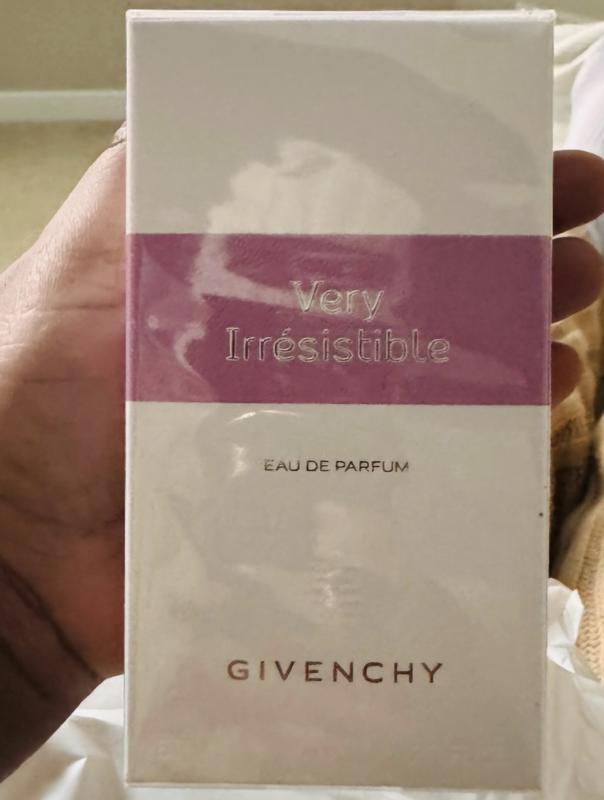 Very
Irrésistible
EAU DE PARFUM
GIVENCHY